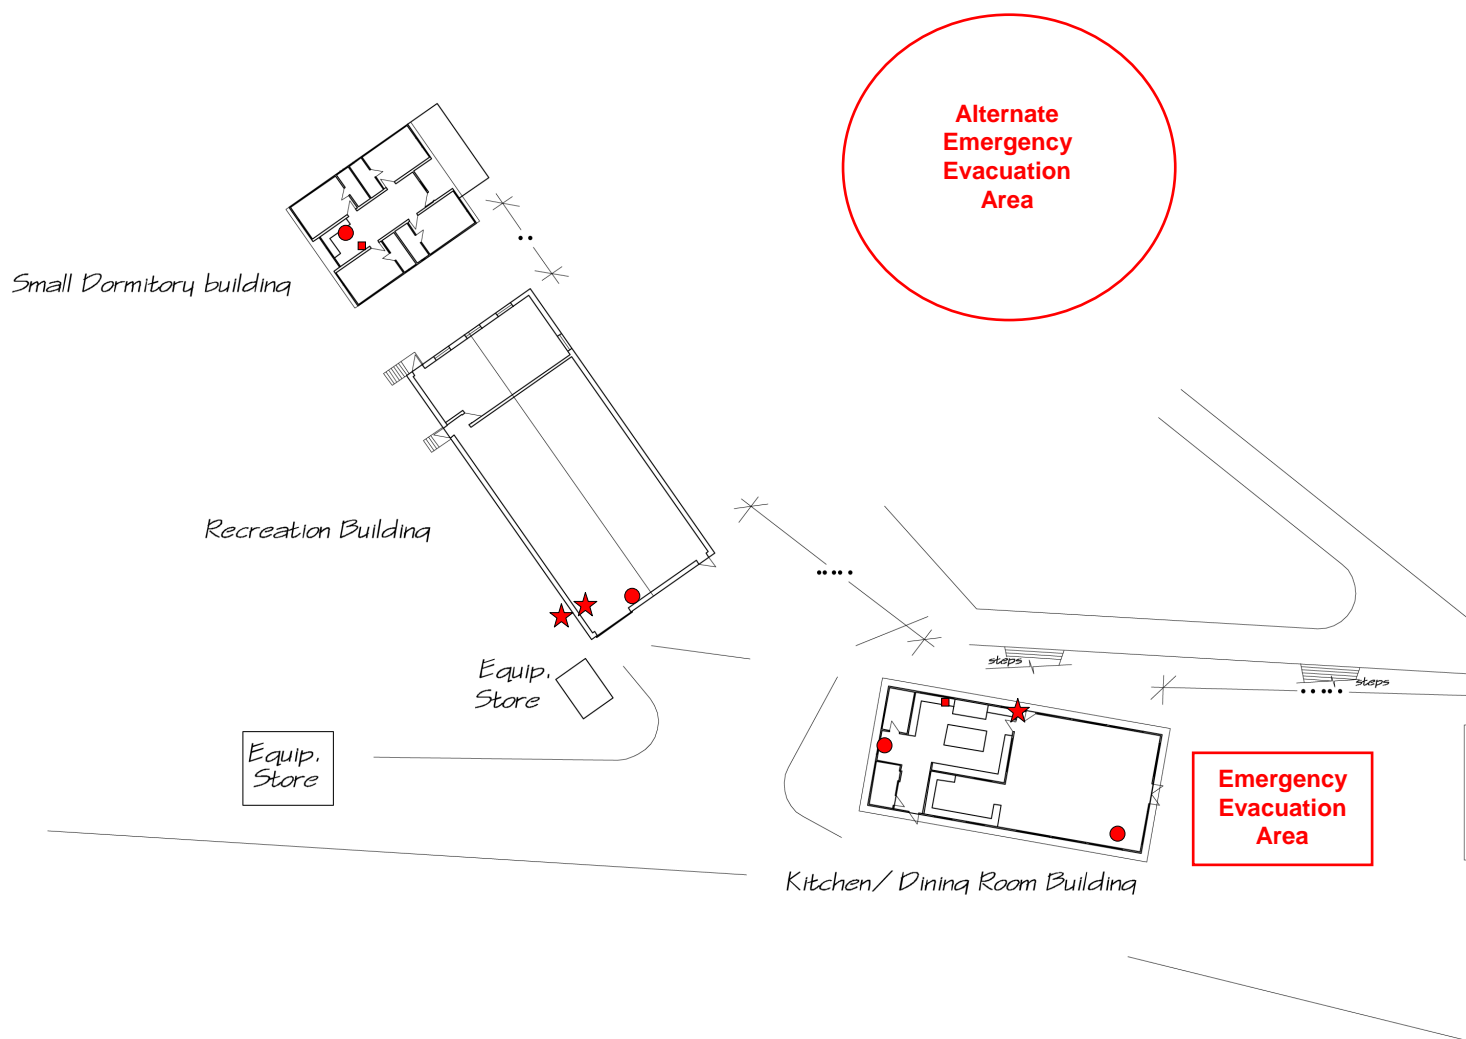 Alternate
Emergency
Evacuation
Area
Small Dormitory building
Recreation Building
steps
steps
Equip.
Store
Equip.
Store
Emergency
Evacuation
Area
Kitchen/ Dining Room Building